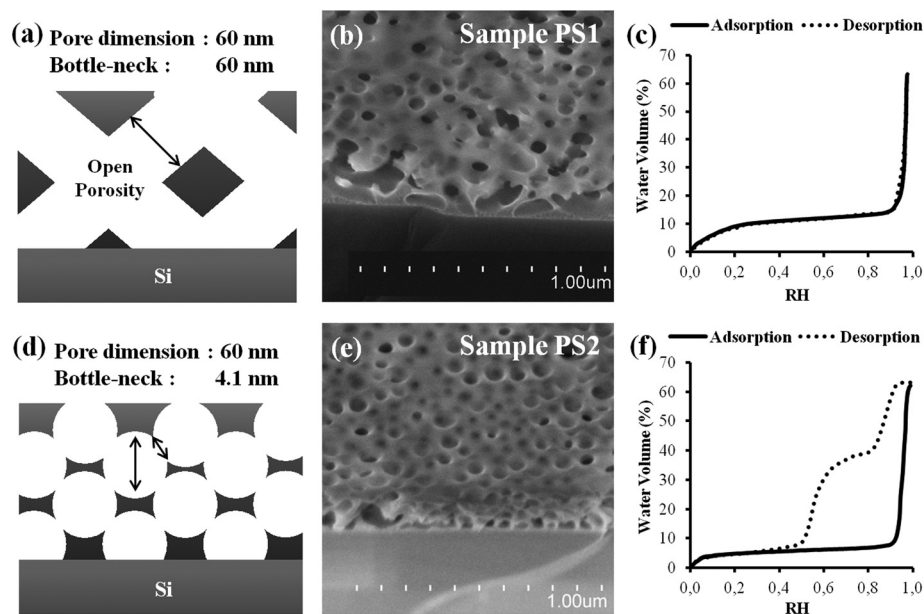 (a)
Pore dimension : 60 nm
Bottle-neck : 60 nm
Open
Porosity
Si
(b)
Sample PS1
1.00um
(c)
Adsorption
Desorption
Water Volume (%)
70
60
50
40
30
20
10
0
0,0 0,2 0,4 0,6 0,8 1,0
RH
(d)
Pore dimension : 60 nm
Bottle-neck : 4.1 nm
Si
(e)
Sample PS2
1.00um
(f)
Adsorption
Desorption
Water Volume (%)
70
60
50
40
30
20
10
0
0,0 0,2 0,4 0,6 0,8 1,0
RH